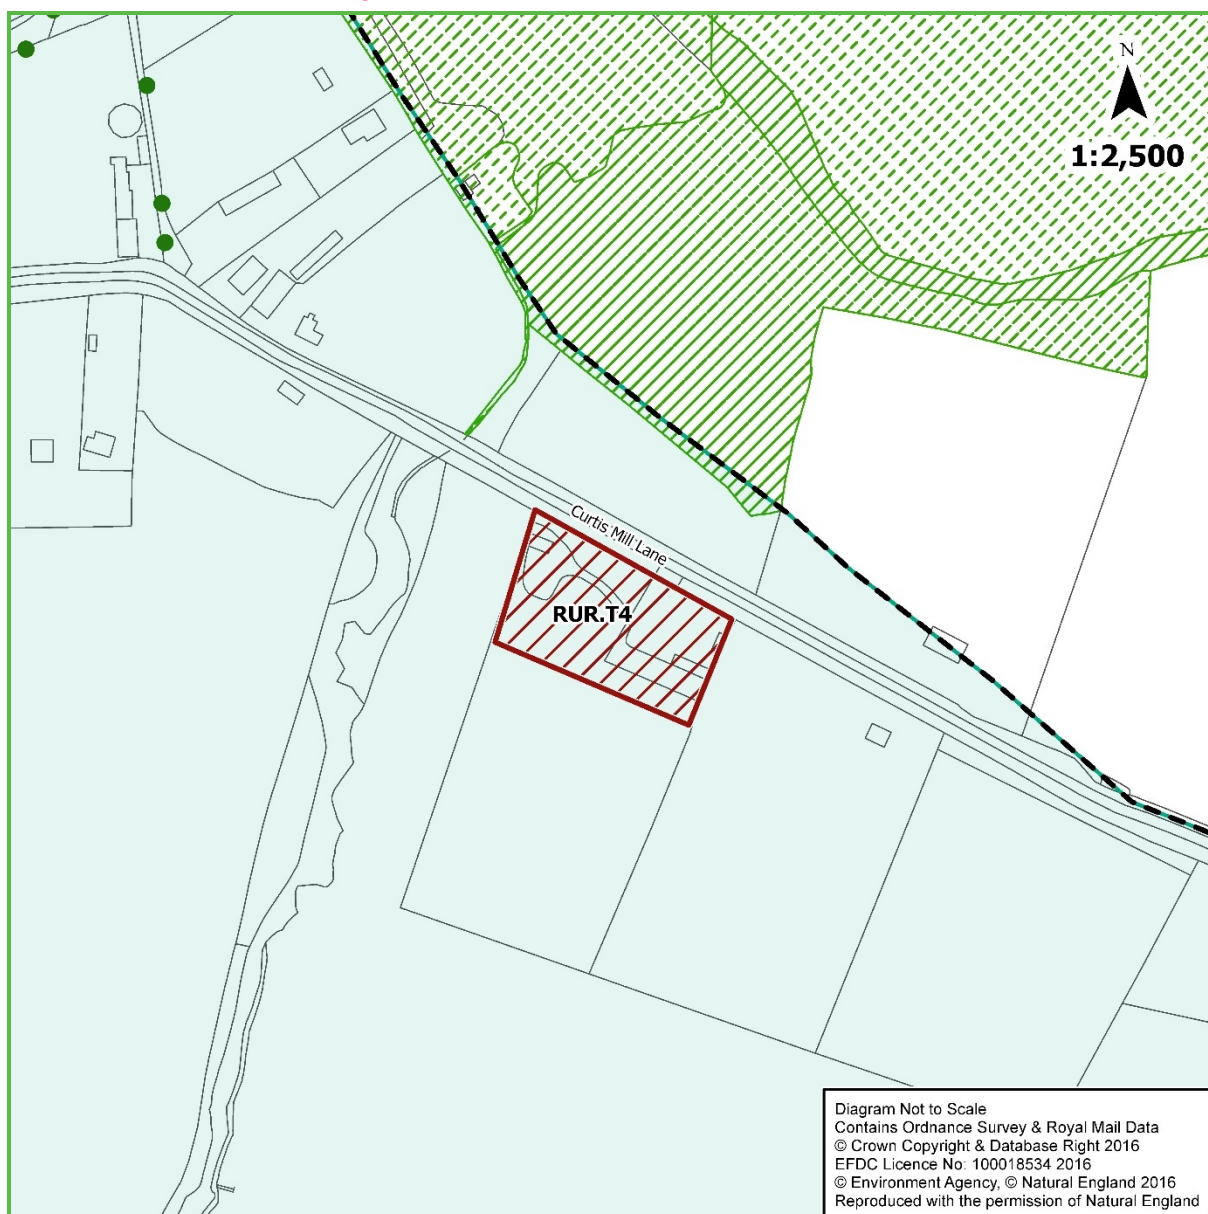 N
1:2,500
Curtis Mill Lane
RUR.T4
Diagram Not to Scale
Contains Ordnance Survey & Royal Mail Data
© Crown Copyright & Database Right 2016
EFDC Licence No: 100018534 2016
© Environment Agency, © Natural England 2016
Reproduced with the permission of Natural England